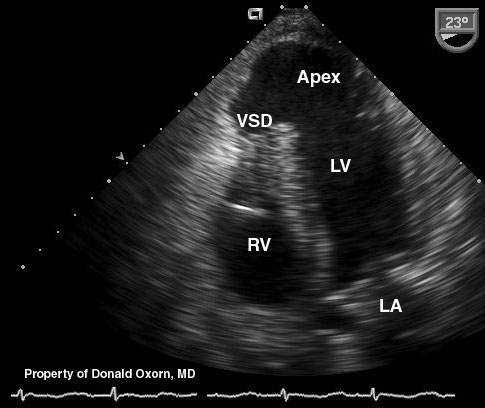 23°
Apex
VSD
LV
RV
LA
Property of Donald Oxorn, MD